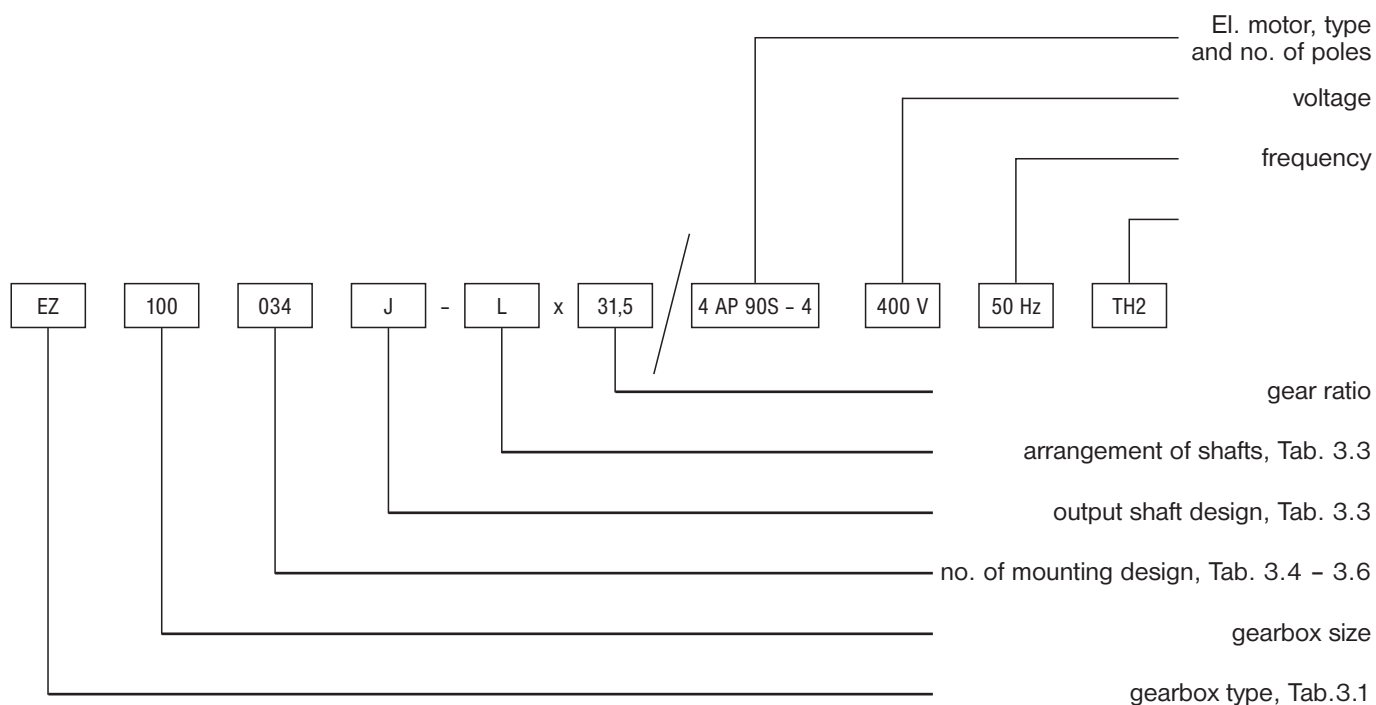 El. motor, type
and no. of poles
voltage
frequency
EZ 100 034 J – L x 31,5 / 4 AP 90S – 4 400 V 50 Hz TH2
gear ratio
arrangement of shafts, Tab. 3.3
output shaft design, Tab. 3.3
no. of mounting design, Tab. 3.4 – 3.6
gearbox size
gearbox type, Tab.3.1